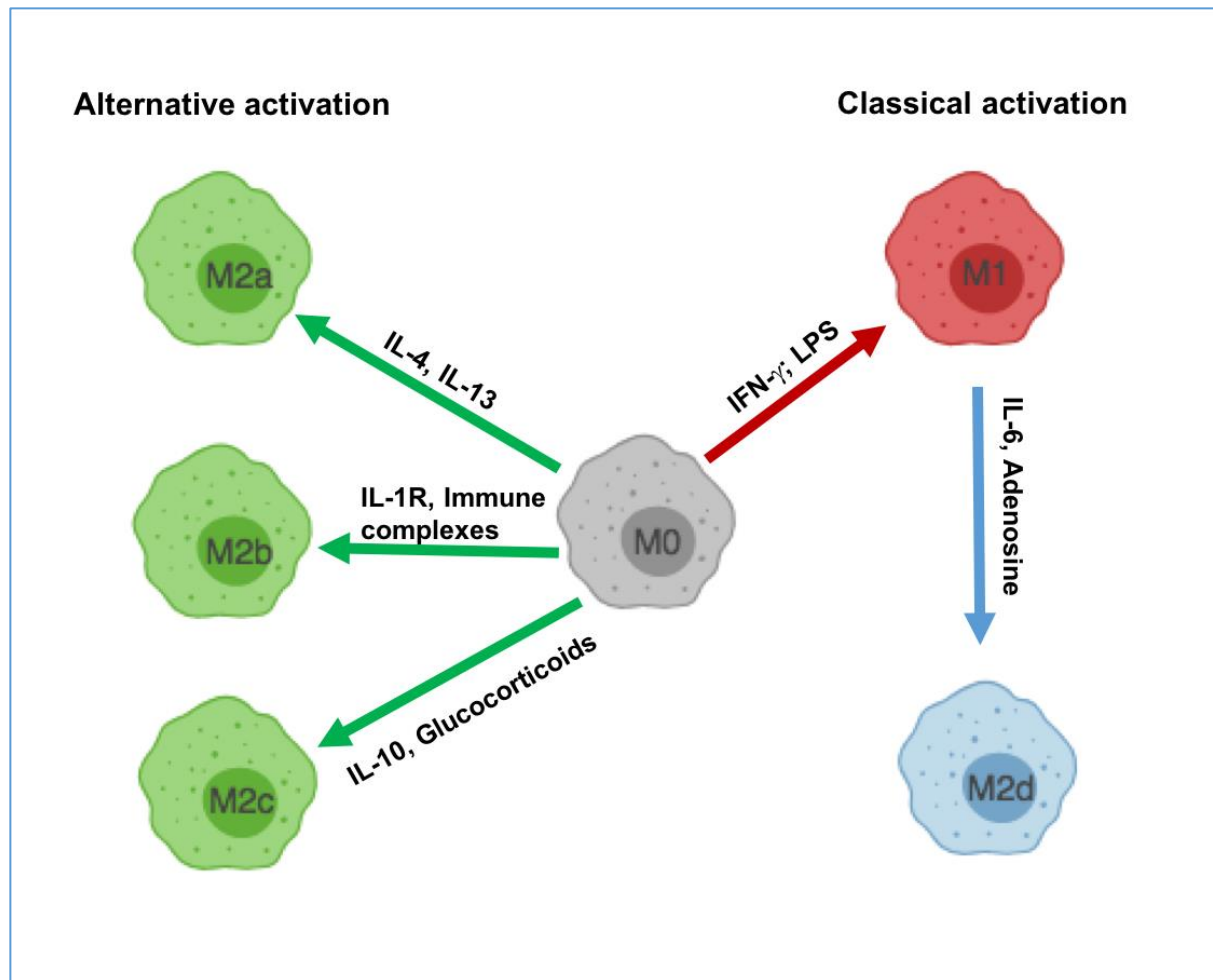 Alternative activation
Classical activation
M2a
M1
IL-4, IL-13
IFN-γ; LPS
IL-6, Adenosine
IL-1R, Immune
complexes
M2b
M0
IL-10, Glucocorticoids
M2c
M2d